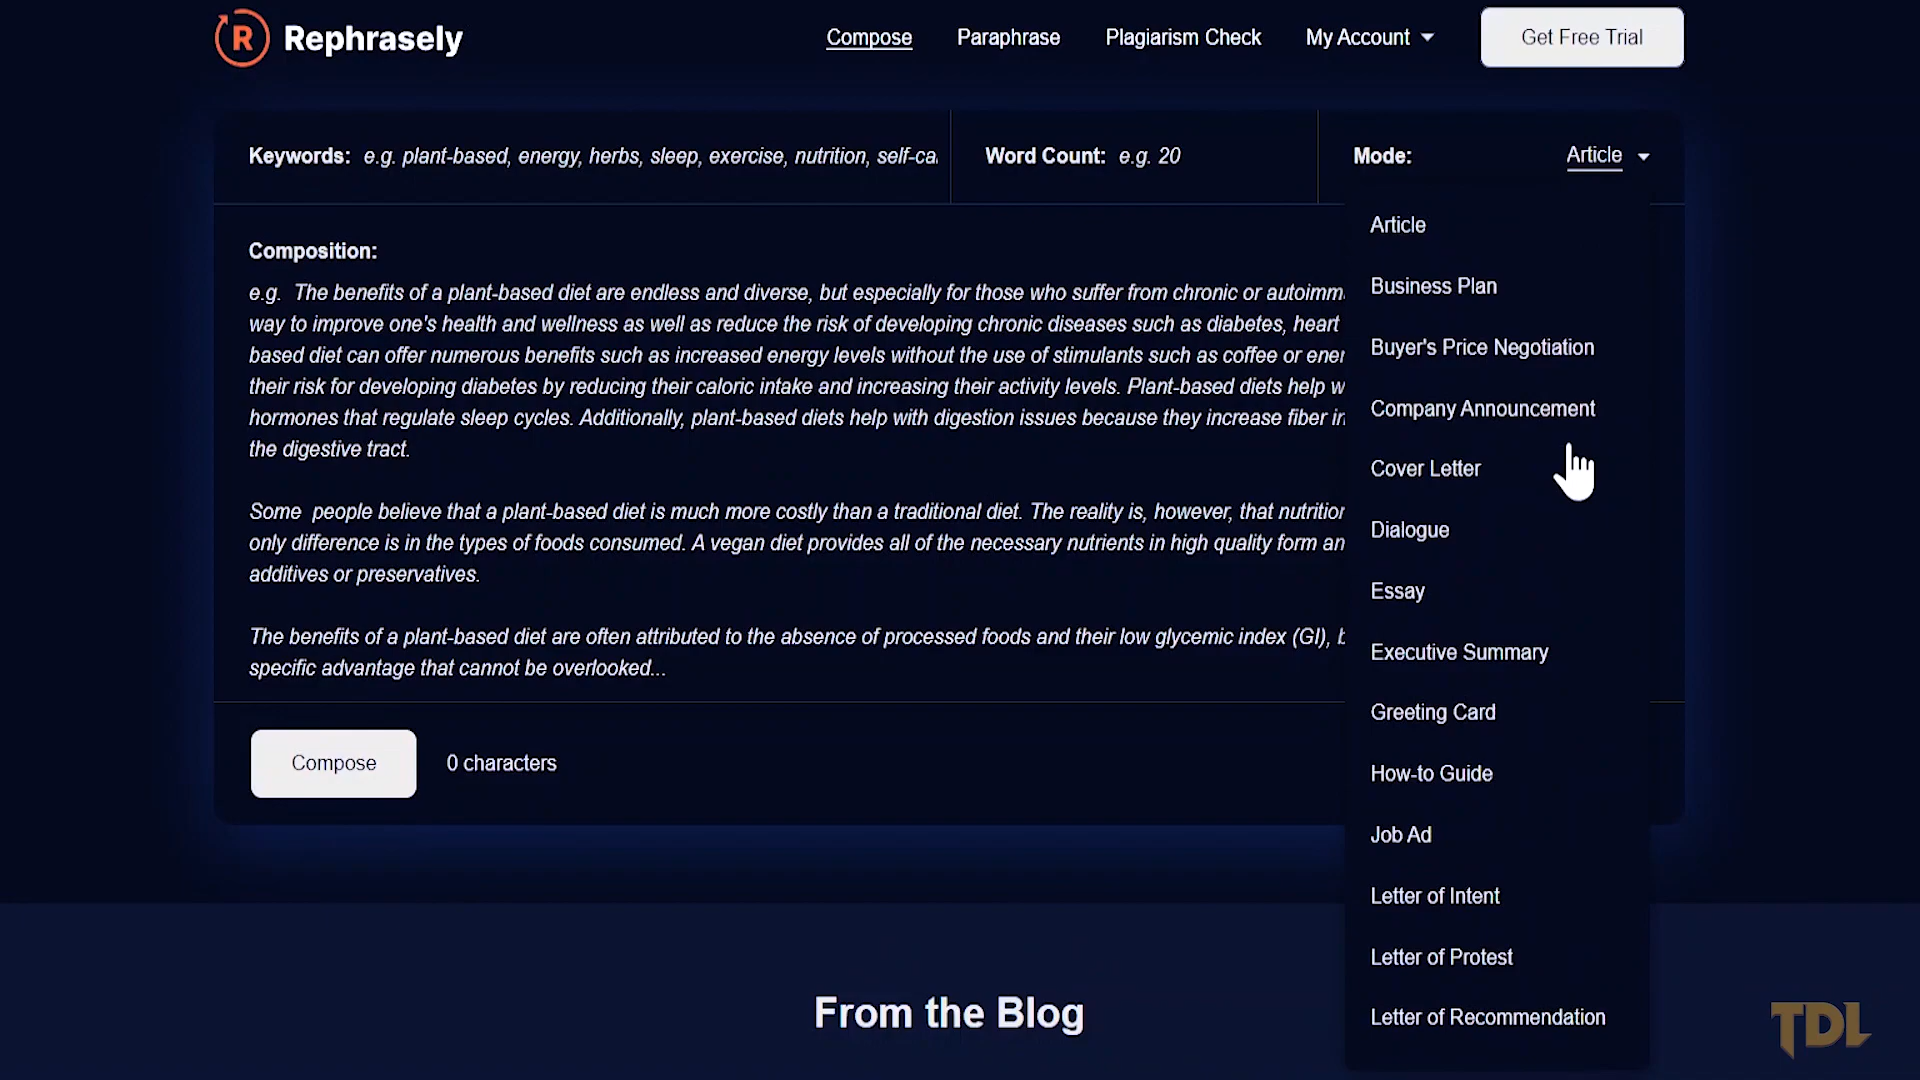 R Rephrasely
Compose Paraphrase Plagiarism Check My Account Get Free Trial
Keywords: e.g. plant-based, energy, herbs, sleep, exercise, nutrition, self-ca
Word Count: e.g. 20
Mode: Article
Composition:
e.g. The benefits of a plant-based diet are endless and diverse, but especially for those who suffer from chronic or autoimm
way to improve one's health and wellness as well as reduce the risk of developing chronic diseases such as diabetes, heart
based diet can offer numerous benefits such as increased energy levels without the use of stimulants such as coffee or ener
their risk for developing diabetes by reducing their caloric intake and increasing their activity levels. Plant-based diets help w
hormones that regulate sleep cycles. Additionally, plant-based diets help with digestion issues because they increase fiber in
the digestive tract.
Some people believe that a plant-based diet is much more costly than a traditional diet. The reality is, however, that nutrition
only difference is in the types of foods consumed. A vegan diet provides all of the necessary nutrients in high quality form an
additives or preservatives.
The benefits of a plant-based diet are often attributed to the absence of processed foods and their low glycemic index (GI), b
specific advantage that cannot be overlooked...
Compose 0 characters
Article
Business Plan
Buyer's Price Negotiation
Company Announcement
Cover Letter
Dialogue
Essay
Executive Summary
Greeting Card
How-to Guide
Job Ad
Letter of Intent
Letter of Protest
Letter of Recommendation
From the Blog
TDL